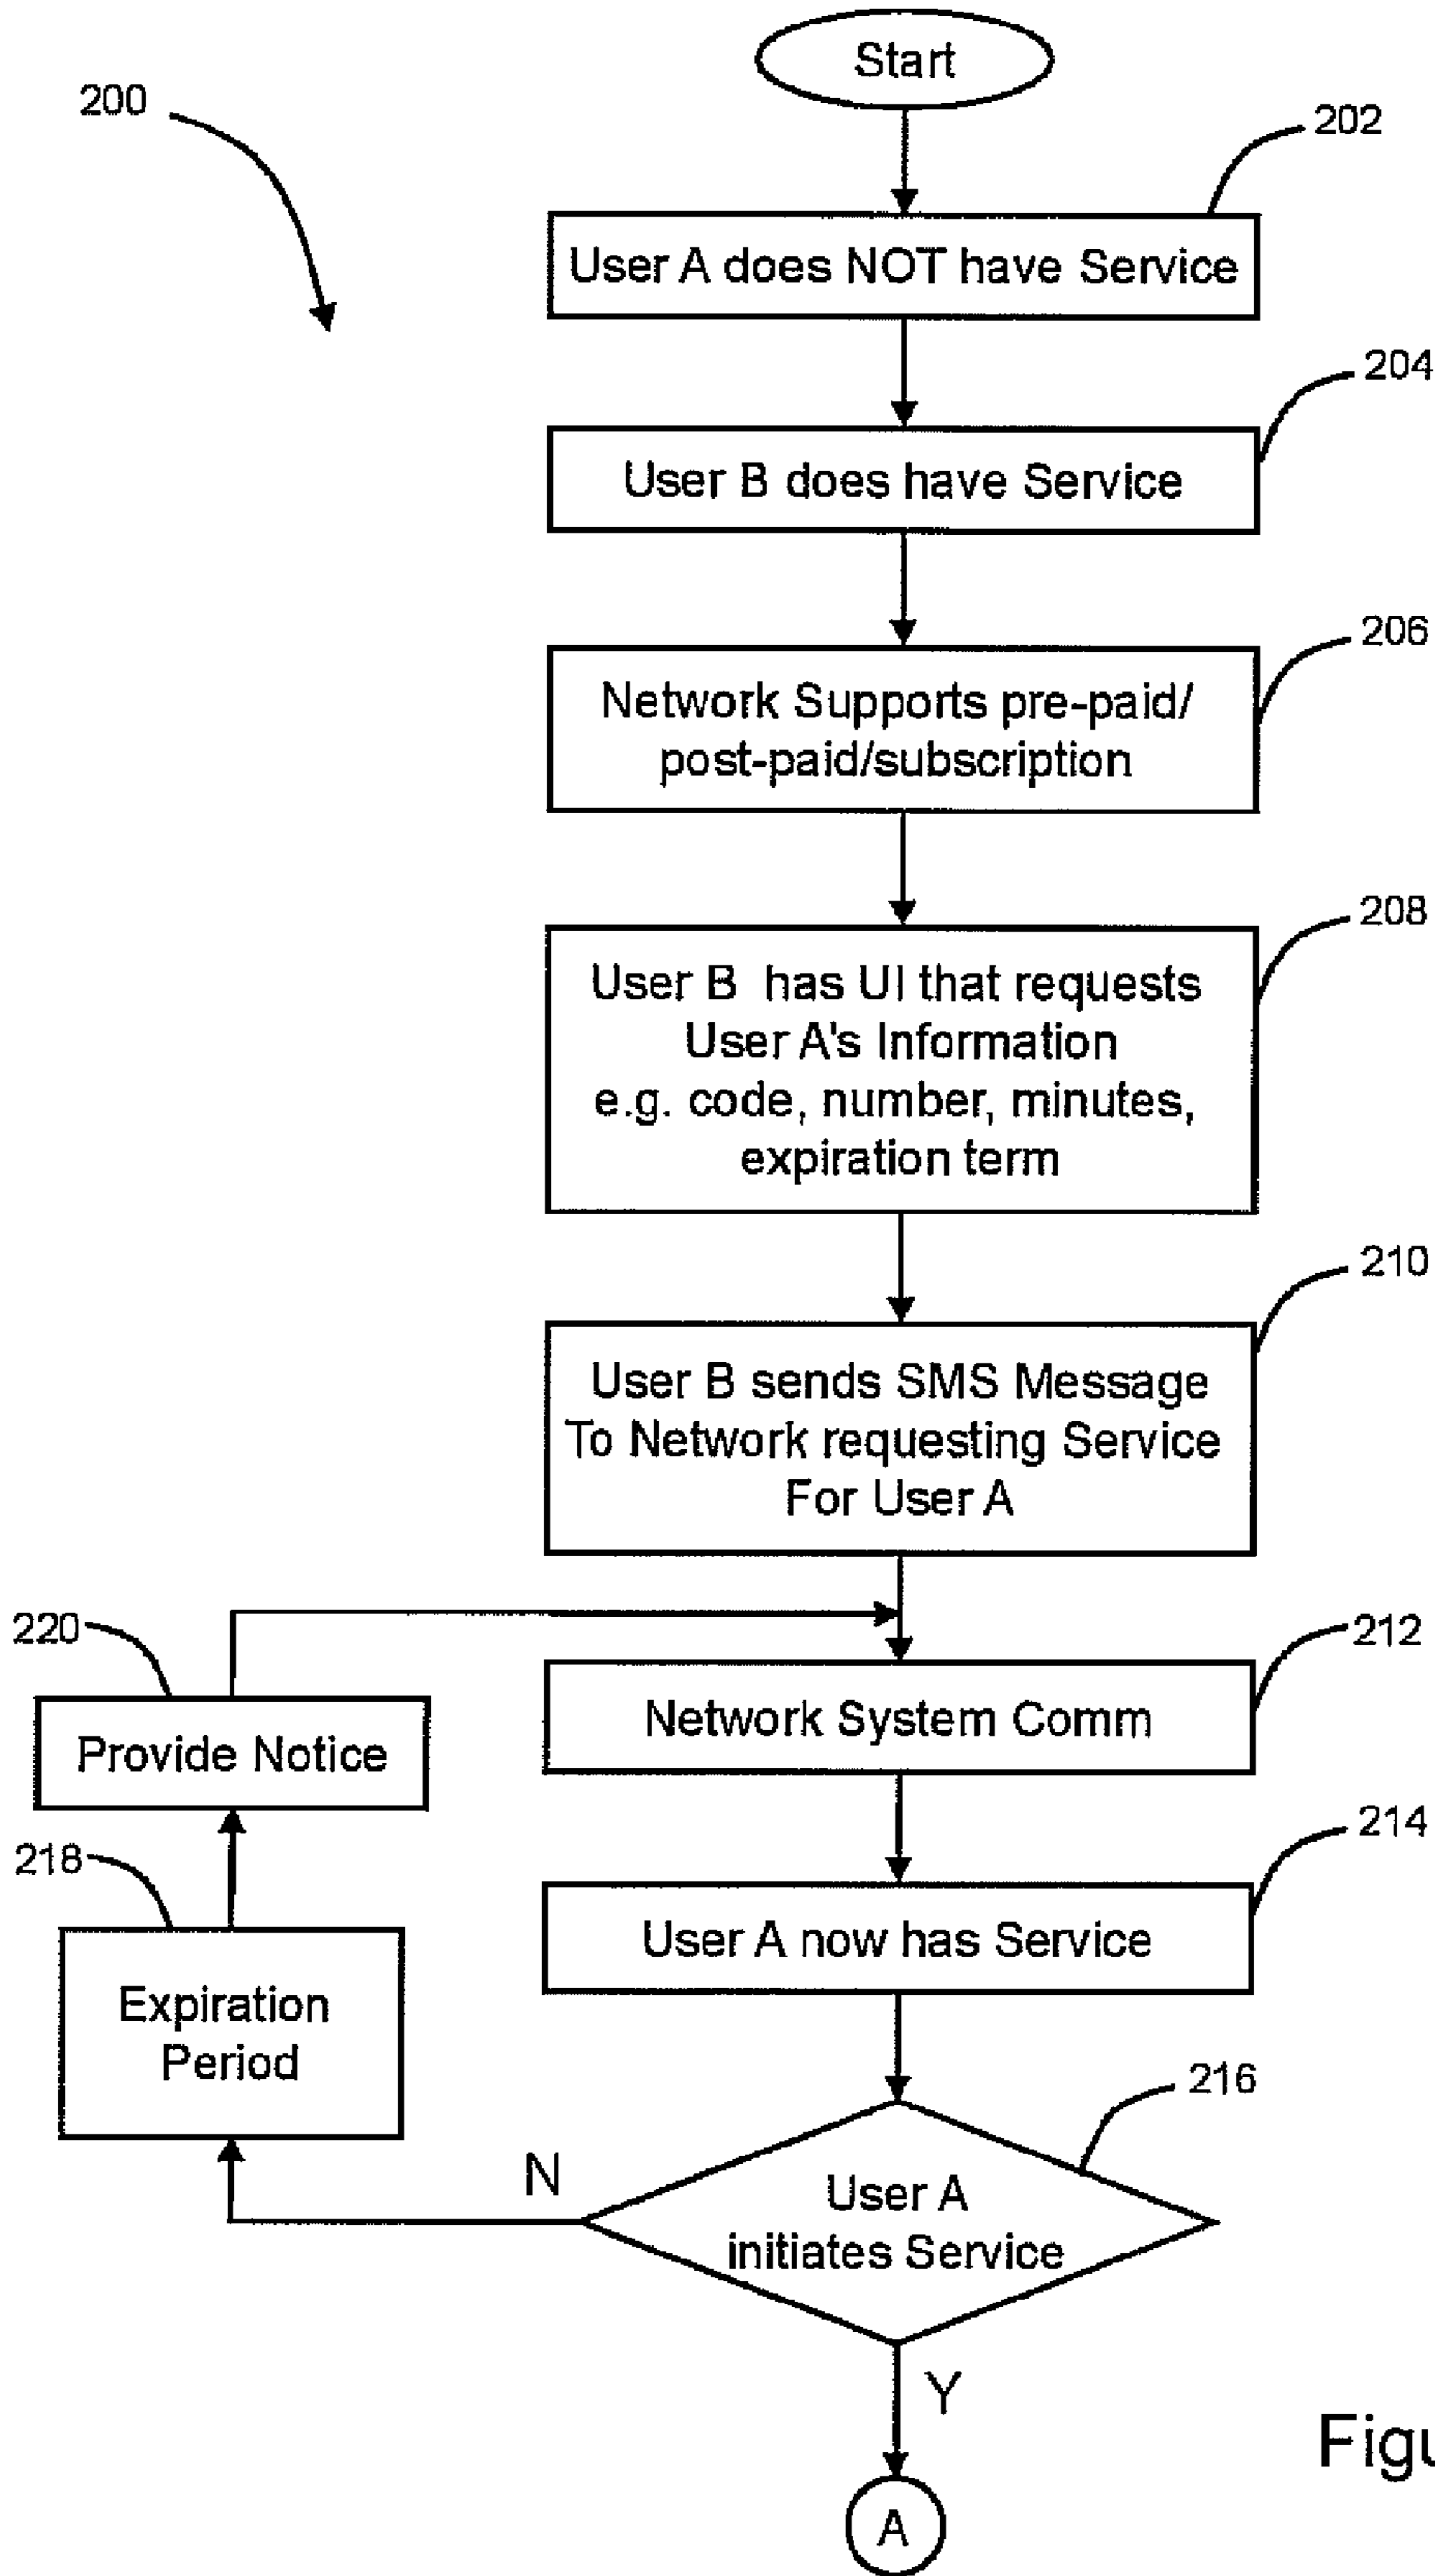 Start
200
202
User A does NOT have Service
204
User B does have Service
206
Network Supports pre-paid/
post-paid/subscription
208
User B has UI that requests
User A's Information
e.g. code, number, minutes,
expiration term
210
User B sends SMS Message
To Network requesting Service
For User A
220
Provide Notice
212
Network System Comm
218
Expiration
Period
214
User A now has Service
216
User A
initiates Service
N
Y
A